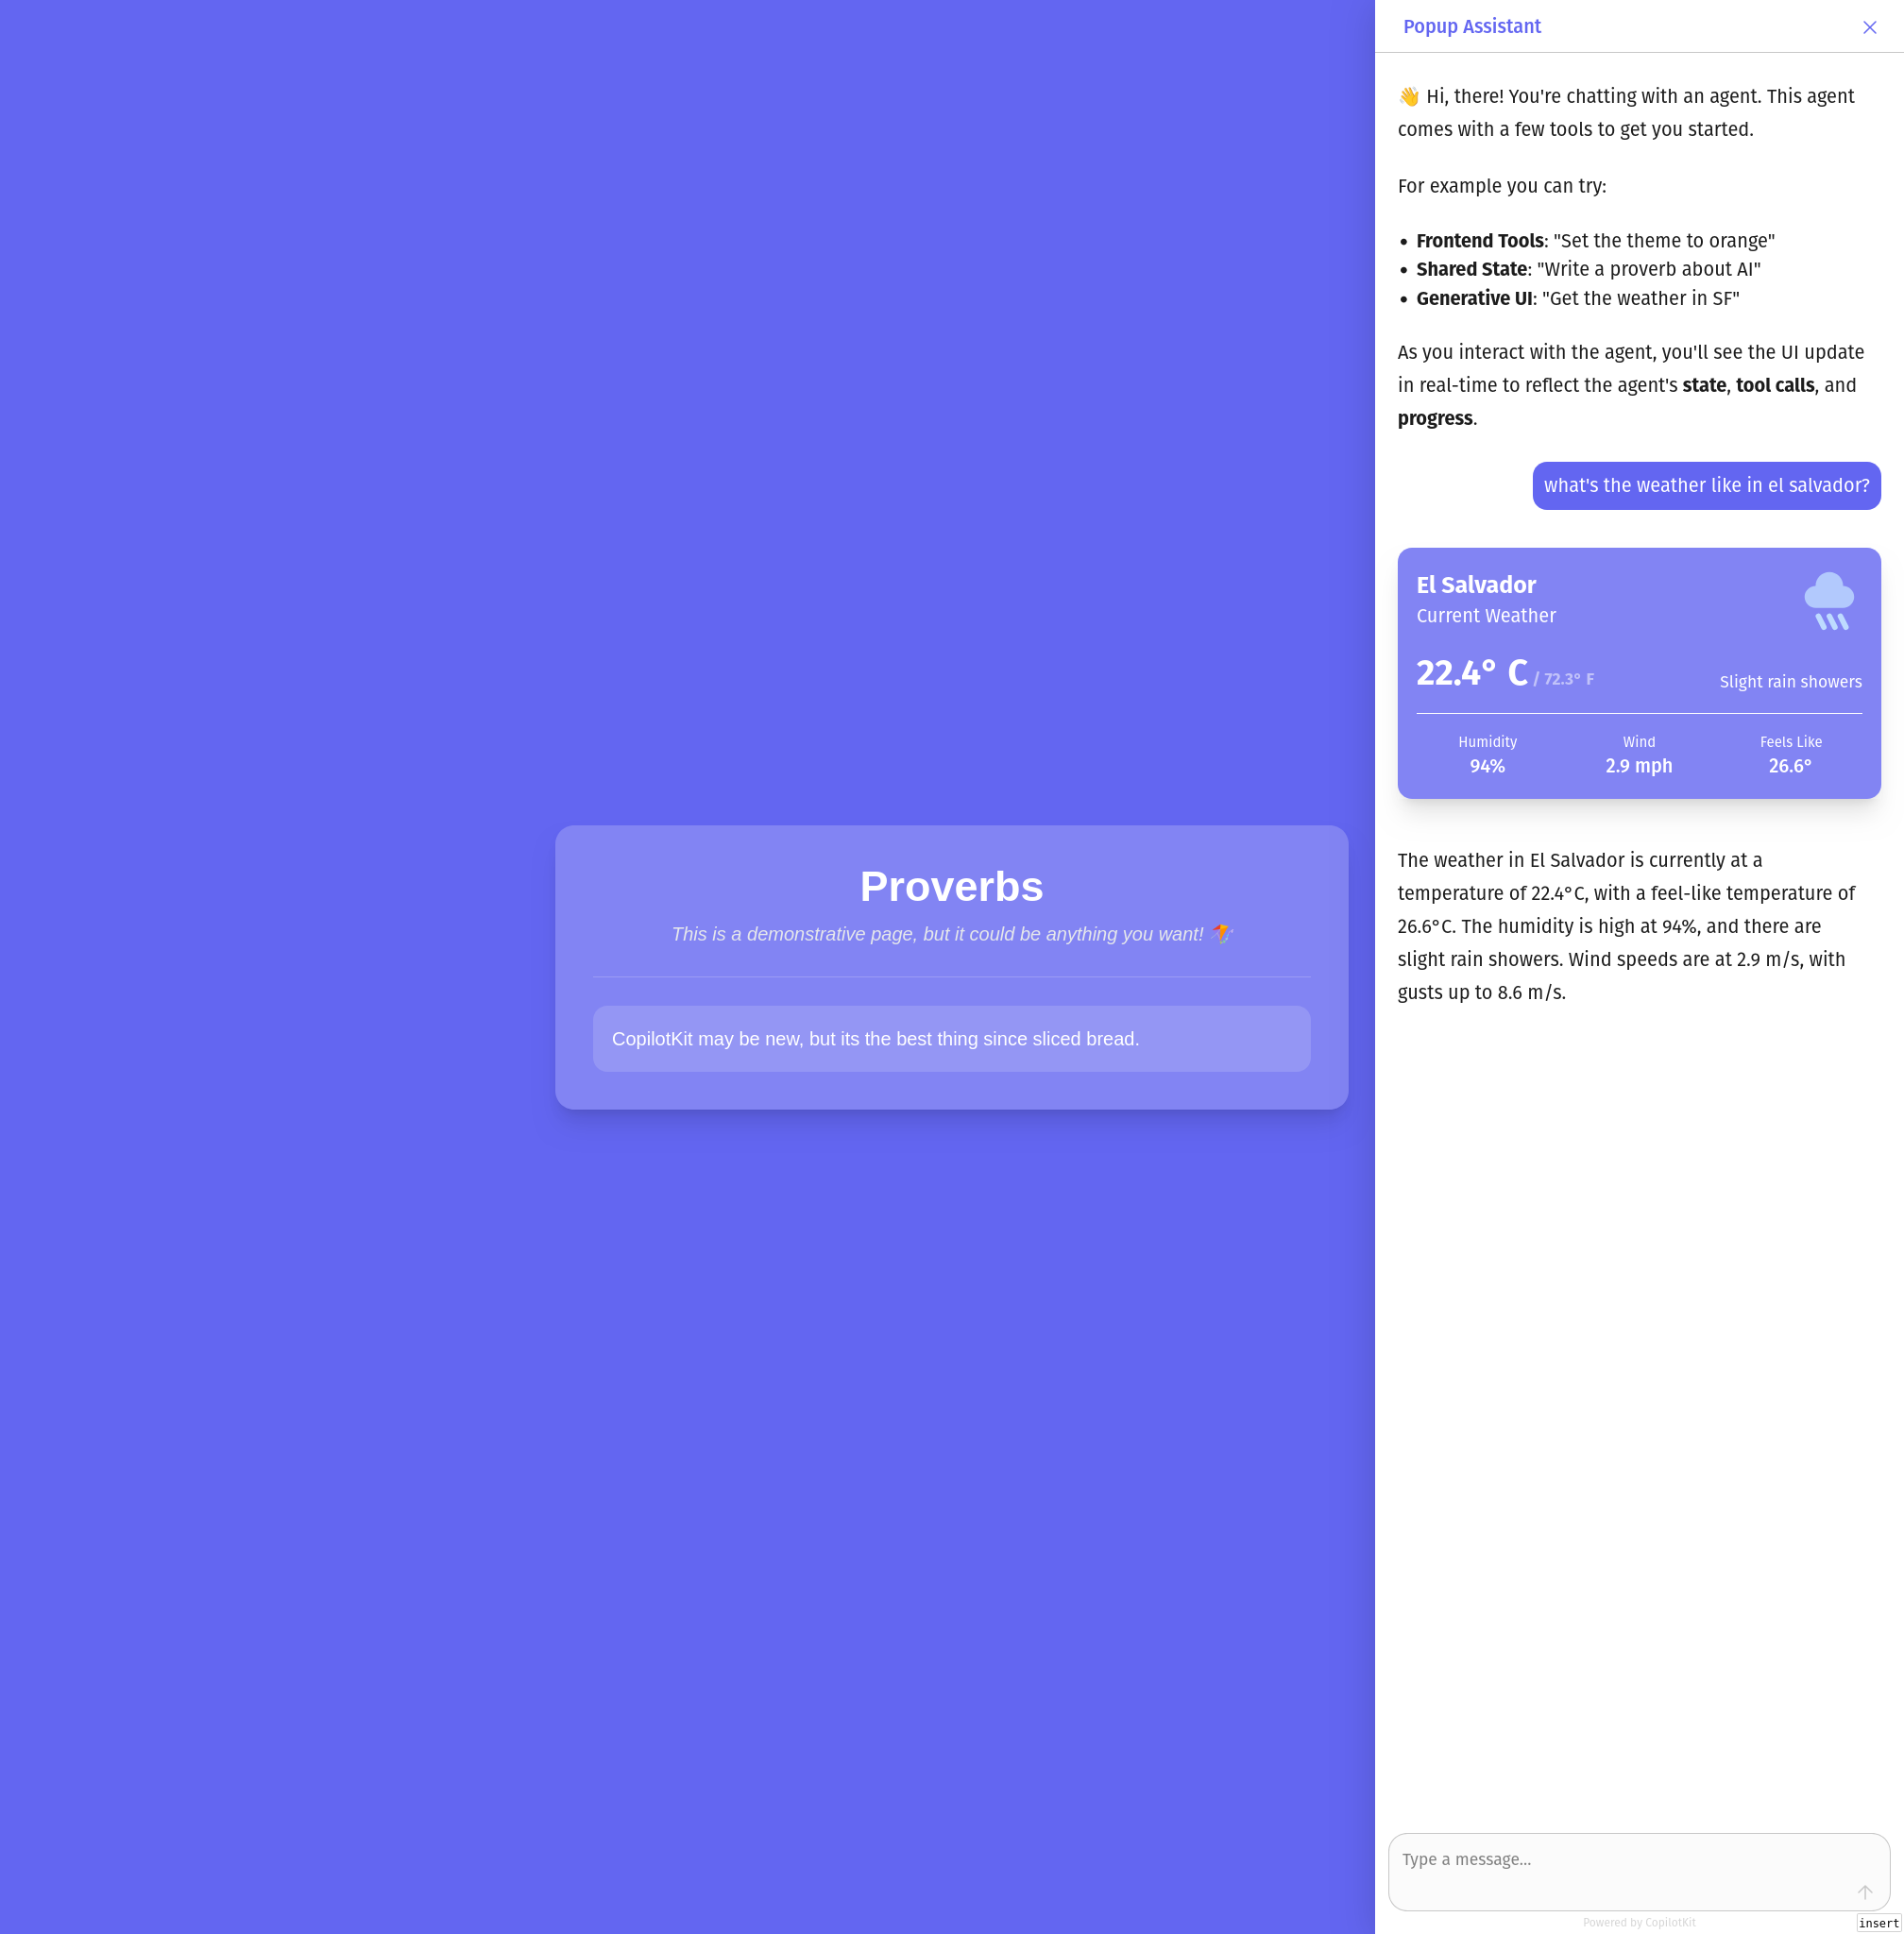 Popup Assistant
👋 Hi, there! You're chatting with an agent. This agent
comes with a few tools to get you started.
For example you can try:
• Frontend Tools: "Set the theme to orange"
• Shared State: "Write a proverb about AI"
• Generative UI: "Get the weather in SF"
As you interact with the agent, you'll see the UI update
in real-time to reflect the agent's state, tool calls, and
progress.
what's the weather like in el salvador?
El Salvador
Current Weather
22.4° C / 72.3° F
Slight rain showers
Humidity Wind Feels Like
94% 2.9 mph 26.6°
The weather in El Salvador is currently at a
temperature of 22.4°C, with a feel-like temperature of
26.6°C. The humidity is high at 94%, and there are
slight rain showers. Wind speeds are at 2.9 m/s, with
gusts up to 8.6 m/s.
Proverbs
This is a demonstrative page, but it could be anything you want! 🪁
CopilotKit may be new, but its the best thing since sliced bread.
Type a message...
Powered by CopilotKit
insert